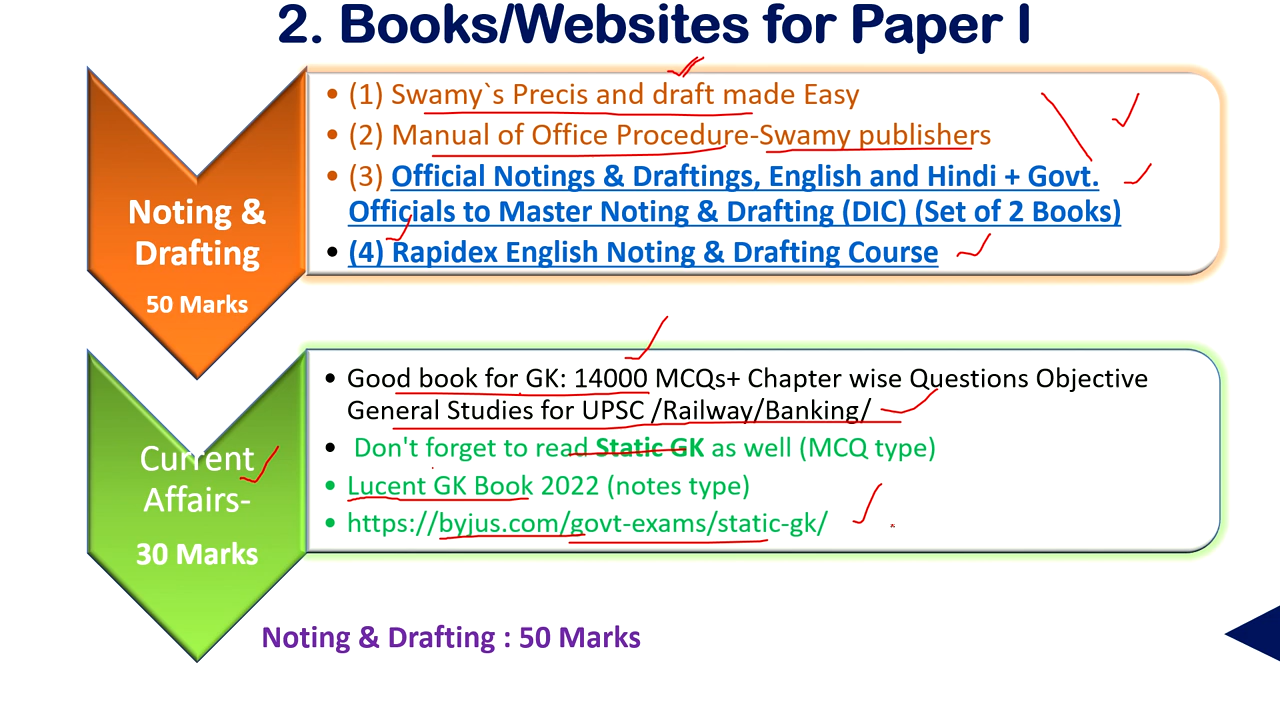 2. Books/Websites for Paper I
Noting &
Drafting
50 Marks
• (1) Swamy`s Precis and draft made Easy
• (2) Manual of Office Procedure-Swamy publishers
• (3) Official Notings & Draftings, English and Hindi + Govt.
Officials to Master Noting & Drafting (DIC) (Set of 2 Books)
• (4) Rapidex English Noting & Drafting Course
Current
Affairs-
30 Marks
• Good book for GK: 14000 MCQs+ Chapter wise Questions Objective
General Studies for UPSC /Railway/Banking/
• Don't forget to read Static GK as well (MCQ type)
• Lucent GK Book 2022 (notes type)
• https://byjus.com/govt-exams/static-gk/
Noting & Drafting : 50 Marks